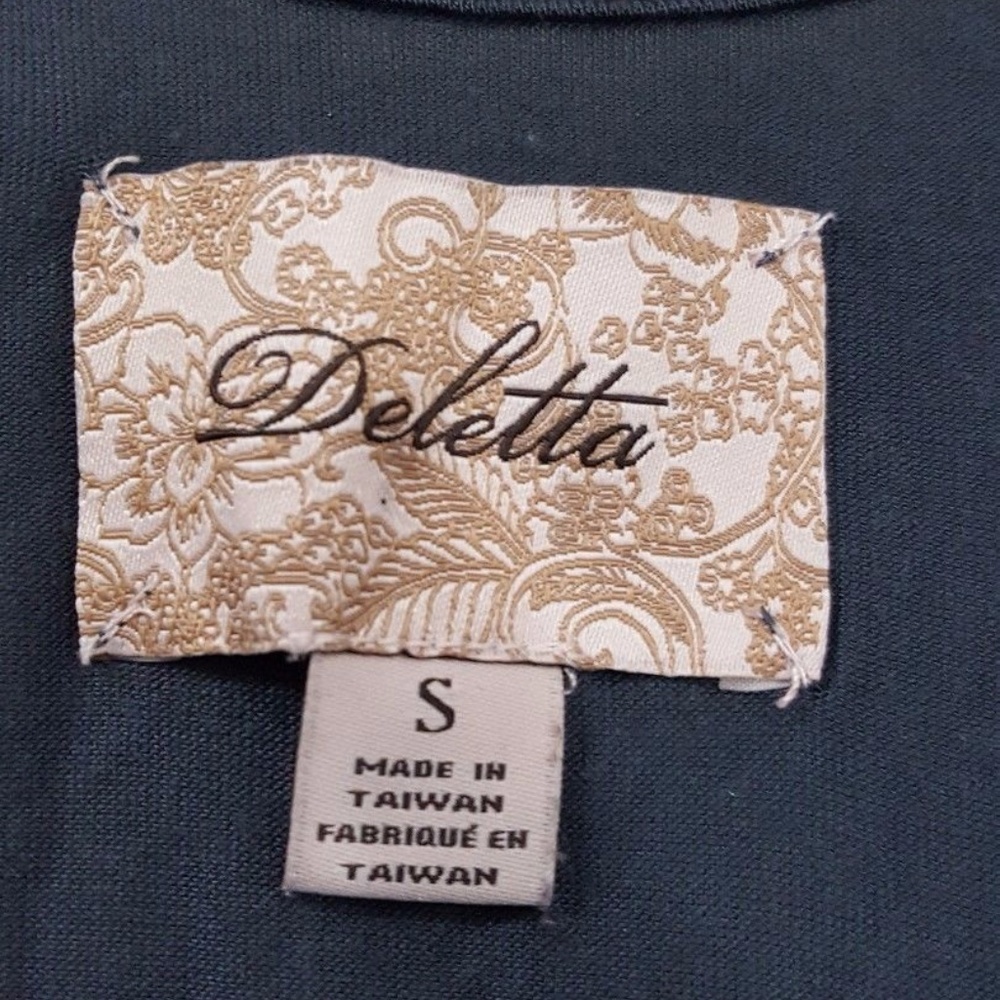 Deletta
S
MADE IN
TAIWAN
FABRIQUÉ EN
TAIWAN